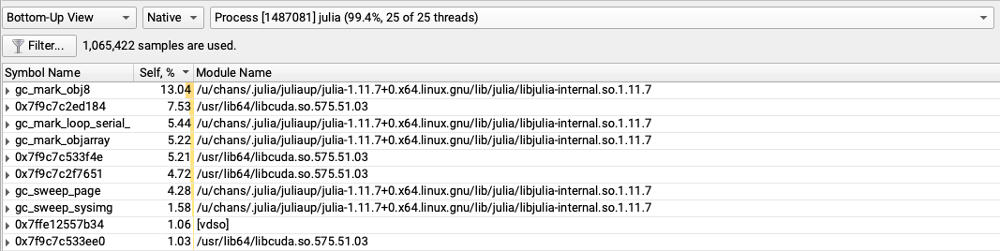 Bottom-Up View Native Process [1487081] julia (99.4%, 25 of 25 threads)
Filter... 1,065,422 samples are used.
Symbol Name Self, % Module Name
gc_mark_obj8 13.04 /u/chans/.julia/juliaup/julia-1.11.7+0.x64.linux.gnu/lib/julia/libjulia-internal.so.1.11.7
0x7f9c7c2ed184 7.53 /usr/lib64/libcuda.so.575.51.03
gc_mark_loop_serial_ 5.44 /u/chans/.julia/juliaup/julia-1.11.7+0.x64.linux.gnu/lib/julia/libjulia-internal.so.1.11.7
gc_mark_objarray 5.22 /u/chans/.julia/juliaup/julia-1.11.7+0.x64.linux.gnu/lib/julia/libjulia-internal.so.1.11.7
0x7f9c7c533f4e 5.21 /usr/lib64/libcuda.so.575.51.03
0x7f9c7c2f7651 4.72 /usr/lib64/libcuda.so.575.51.03
gc_sweep_page 4.28 /u/chans/.julia/juliaup/julia-1.11.7+0.x64.linux.gnu/lib/julia/libjulia-internal.so.1.11.7
gc_sweep_sysimg 1.58 /u/chans/.julia/juliaup/julia-1.11.7+0.x64.linux.gnu/lib/julia/libjulia-internal.so.1.11.7
0x7ffe12557b34 1.06 [vdso]
0x7f9c7c533ee0 1.03 /usr/lib64/libcuda.so.575.51.03